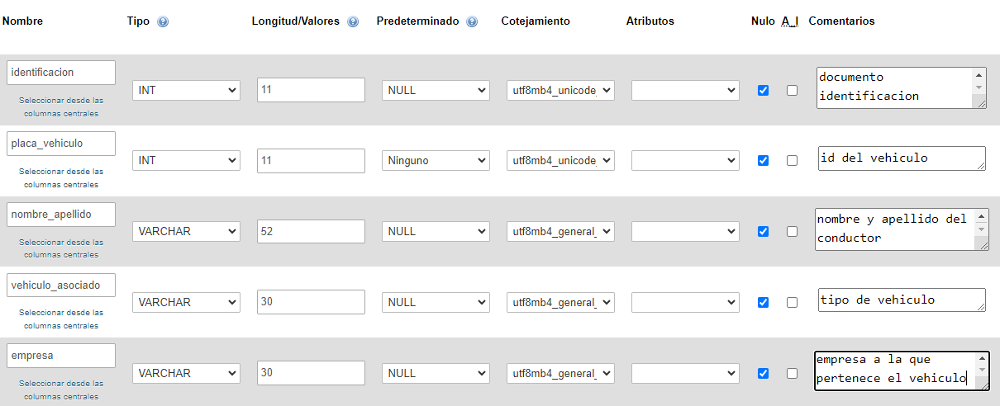 Nombre Tipo Longitud/Valores Predeterminado Cotejamiento Atributos Nulo A_I Comentarios
identificacion INT 11 NULL utf8mb4_unicode_ documento
identificacion
Seleccionar desde las
columnas centrales
placa_vehiculo INT 11 Ninguno utf8mb4_unicode_ id del vehiculo
Seleccionar desde las
columnas centrales
nombre_apellido VARCHAR 52 NULL utf8mb4_general_ nombre y apellido del
conductor
Seleccionar desde las
columnas centrales
vehiculo_asociado VARCHAR 30 NULL utf8mb4_general_ tipo de vehiculo
Seleccionar desde las
columnas centrales
empresa VARCHAR 30 NULL utf8mb4_general_ empresa a la que
pertenece el vehiculo
Seleccionar desde las
columnas centrales